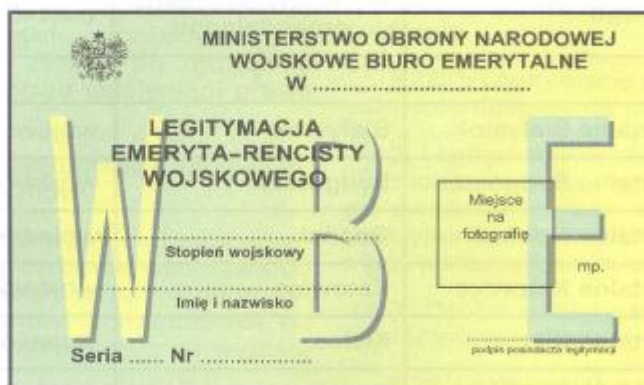 MINISTERSTWO OBRONY NARODOWEJ
WOJSKOWE BIURO EMERYTALNE
W ..................................
LEGITYMACJA
EMERYTA–RENCISTY
WOJSKOWEGO
WBE
Miejsce
na
fotografię
mp.
Stopień wojskowy
Imię i nazwisko
Seria ...... Nr ....................
podpis posiadacza legitymacji